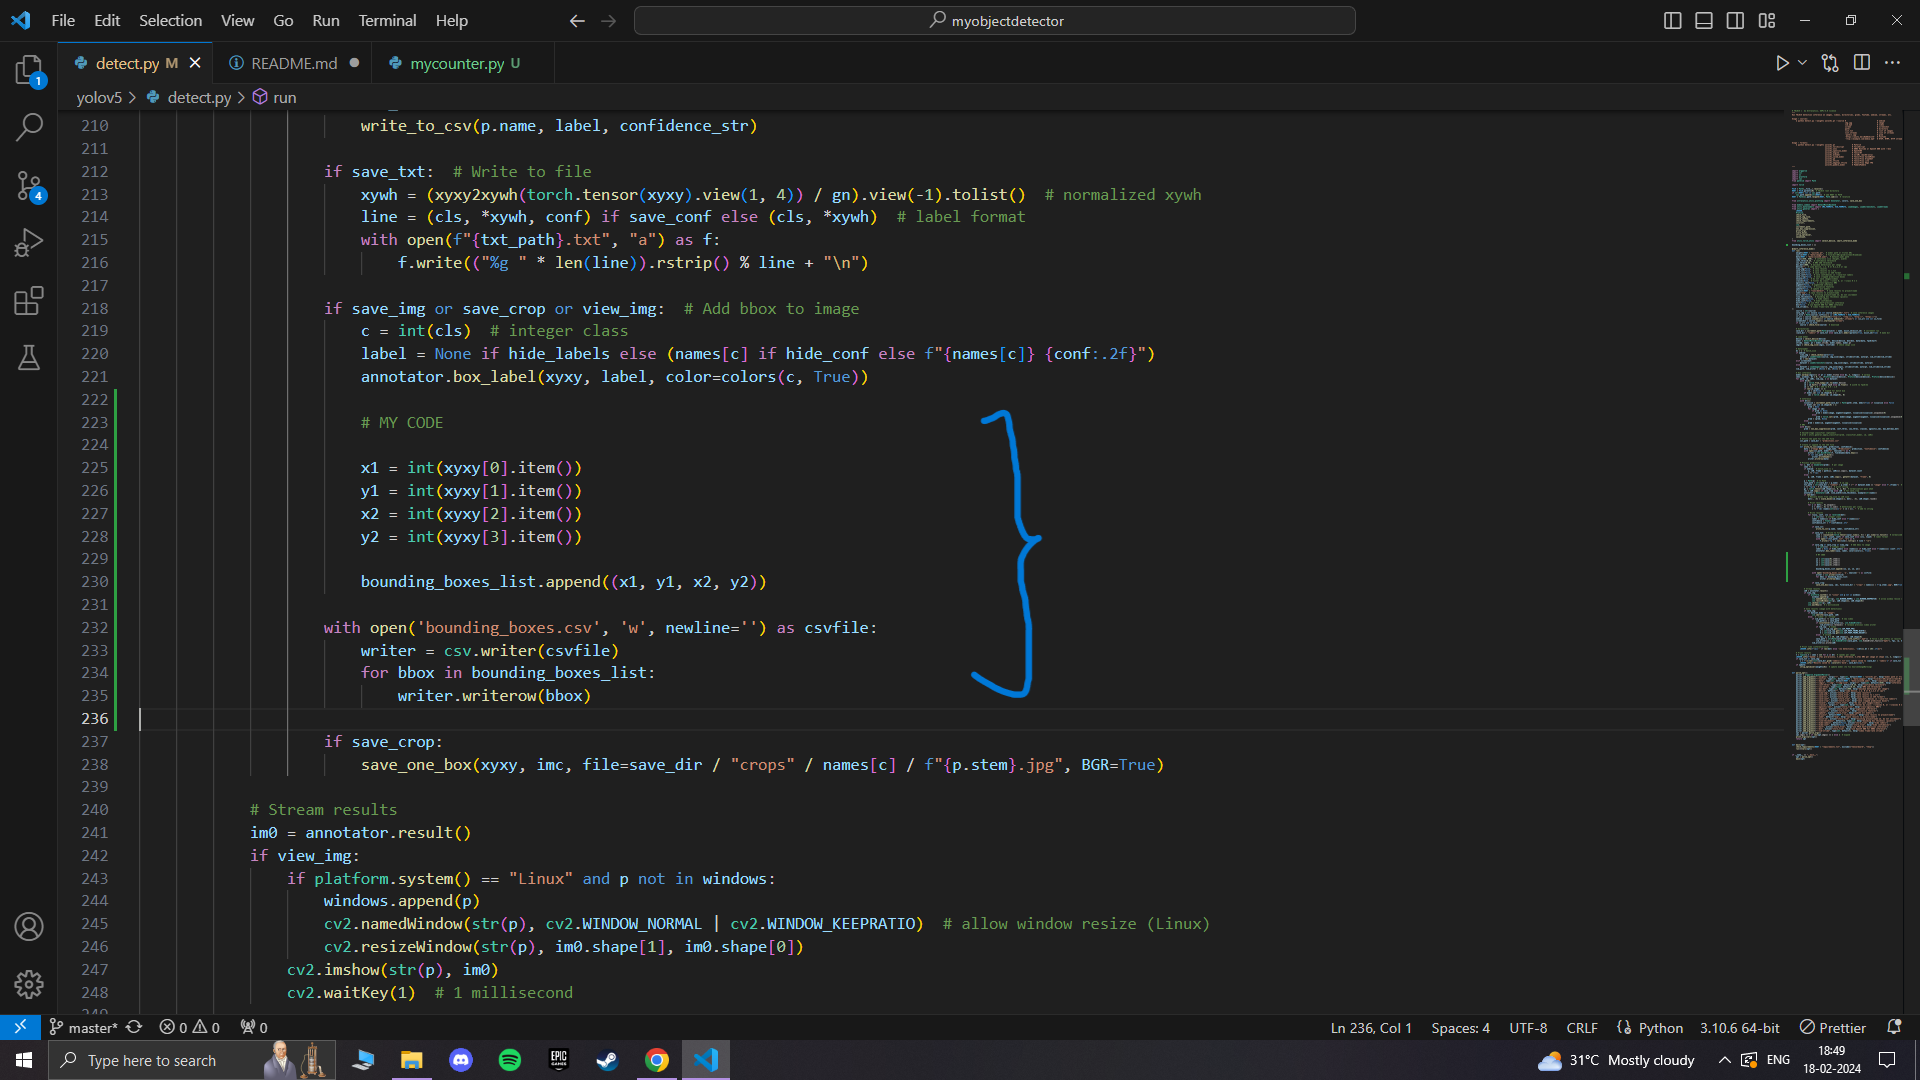 File Edit Selection View Go Run Terminal Help
myobjectdetector
detect.py M
README.md
mycounter.py U
yolov5 > detect.py > run
210 write_to_csv(p.name, label, confidence_str)
211
212 if save_txt:  # Write to file
213 xywh = (xyxy2xywh(torch.tensor(xyxy).view(1, 4)) / gn).view(-1).tolist()  # normalized xywh
214 line = (cls, *xywh, conf) if save_conf else (cls, *xywh)  # label format
215 with open(f"{txt_path}.txt", "a") as f:
216 f.write(("%g " * len(line)).rstrip() % line + "\n")
217
218 if save_img or save_crop or view_img:  # Add bbox to image
219 c = int(cls)  # integer class
220 label = None if hide_labels else (names[c] if hide_conf else f"{names[c]} {conf:.2f}")
221 annotator.box_label(xyxy, label, color=colors(c, True))
222
223 # MY CODE
224
225 x1 = int(xyxy[0].item())
226 y1 = int(xyxy[1].item())
227 x2 = int(xyxy[2].item())
228 y2 = int(xyxy[3].item())
229
230 bounding_boxes_list.append((x1, y1, x2, y2))
231
232 with open('bounding_boxes.csv', 'w', newline='') as csvfile:
233 writer = csv.writer(csvfile)
234 for bbox in bounding_boxes_list:
235 writer.writerow(bbox)
236
237 if save_crop:
238 save_one_box(xyxy, imc, file=save_dir / "crops" / names[c] / f"{p.stem}.jpg", BGR=True)
239
240 # Stream results
241 im0 = annotator.result()
242 if view_img:
243 if platform.system() == "Linux" and p not in windows:
244 windows.append(p)
245 cv2.namedWindow(str(p), cv2.WINDOW_NORMAL | cv2.WINDOW_KEEPRATIO)  # allow window resize (Linux)
246 cv2.resizeWindow(str(p), im0.shape[1], im0.shape[0])
247 cv2.imshow(str(p), im0)
248 cv2.waitKey(1)  # 1 millisecond
1
4
master* 0 0 0 Ln 236, Col 1 Spaces: 4 UTF-8 CRLF Python 3.10.6 64-bit Prettier
Type here to search
EPIC GAMES
31°C Mostly cloudy ENG
18:49
18-02-2024